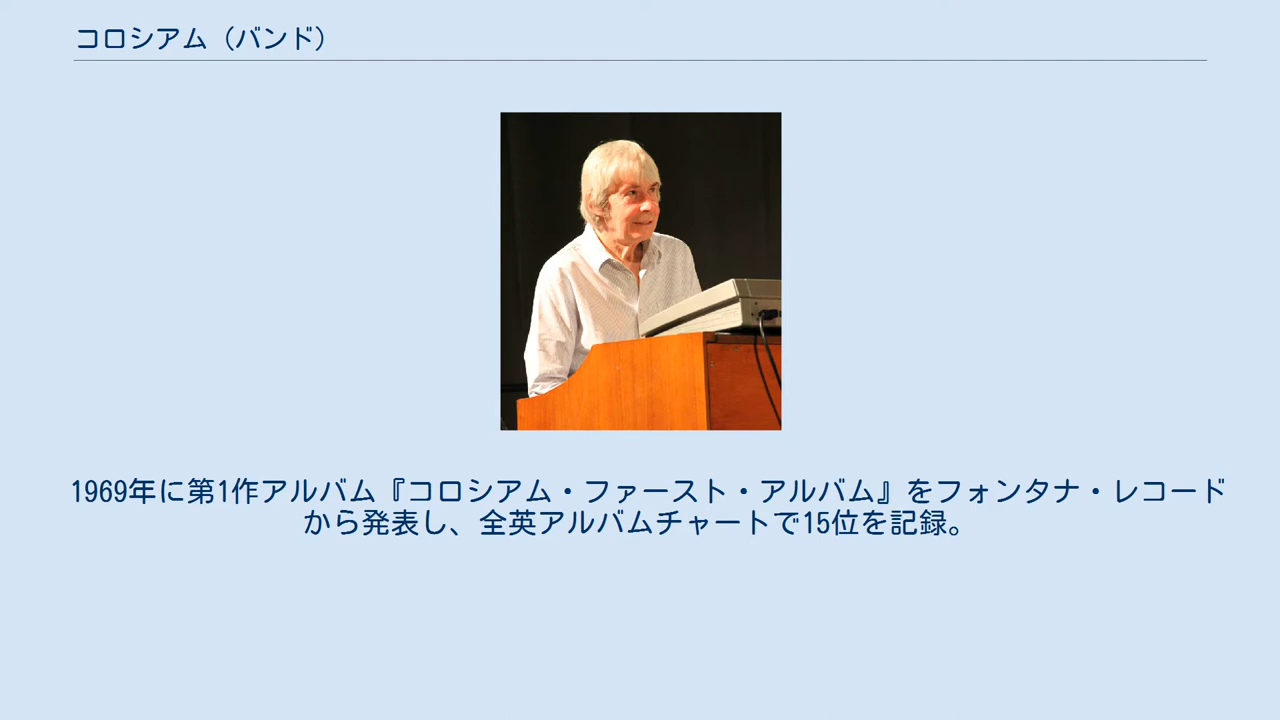 コロシアム（バンド）
1969年に第1作アルバム『コロシアム・ファースト・アルバム』をフォンタナ・レコード
から発表し、全英アルバムチャートで15位を記録。